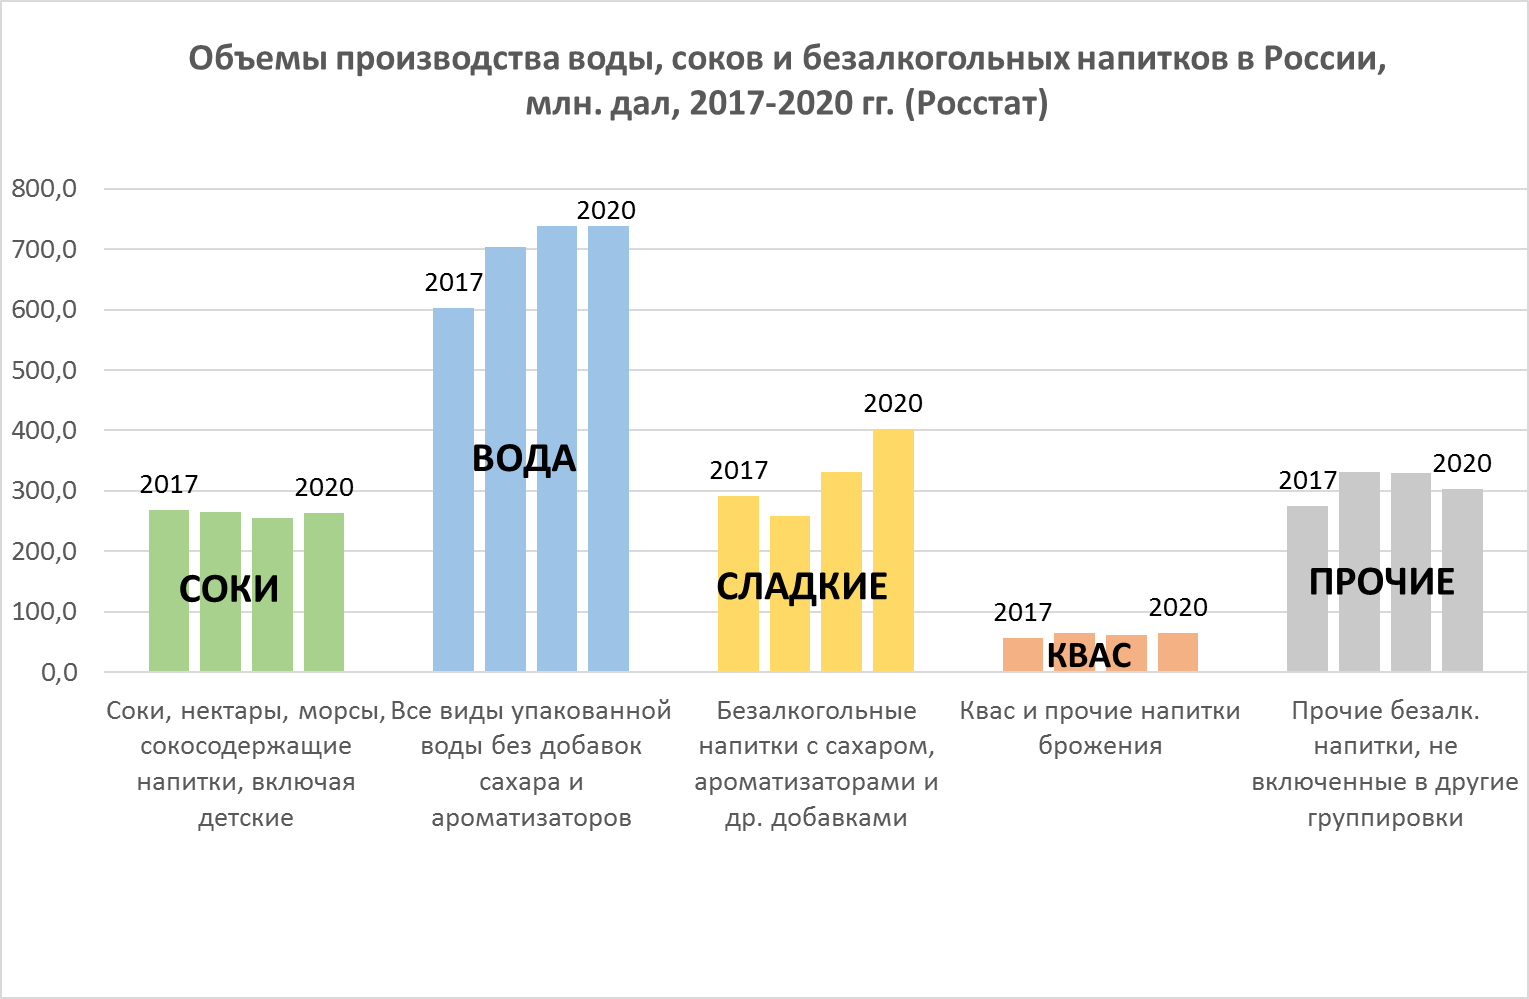 Объемы производства воды, соков и безалкогольных напитков в России,
млн. дал, 2017-2020 гг. (Росстат)
800,0
700,0
600,0
500,0
400,0
300,0
200,0
100,0
0,0
2017
2020
СОКИ
2017
2020
ВОДА
2017
2020
СЛАДКИЕ
2017
2020
КВАС
2017
2020
ПРОЧИЕ
Соки, нектары, морсы,
сокосодержащие
напитки, включая
детские
Все виды упакованной
воды без добавок
сахара и
ароматизаторов
Безалкогольные
напитки с сахаром,
ароматизаторами и
др. добавками
Квас и прочие напитки
брожения
Прочие безалк.
напитки, не
включенные в другие
группировки